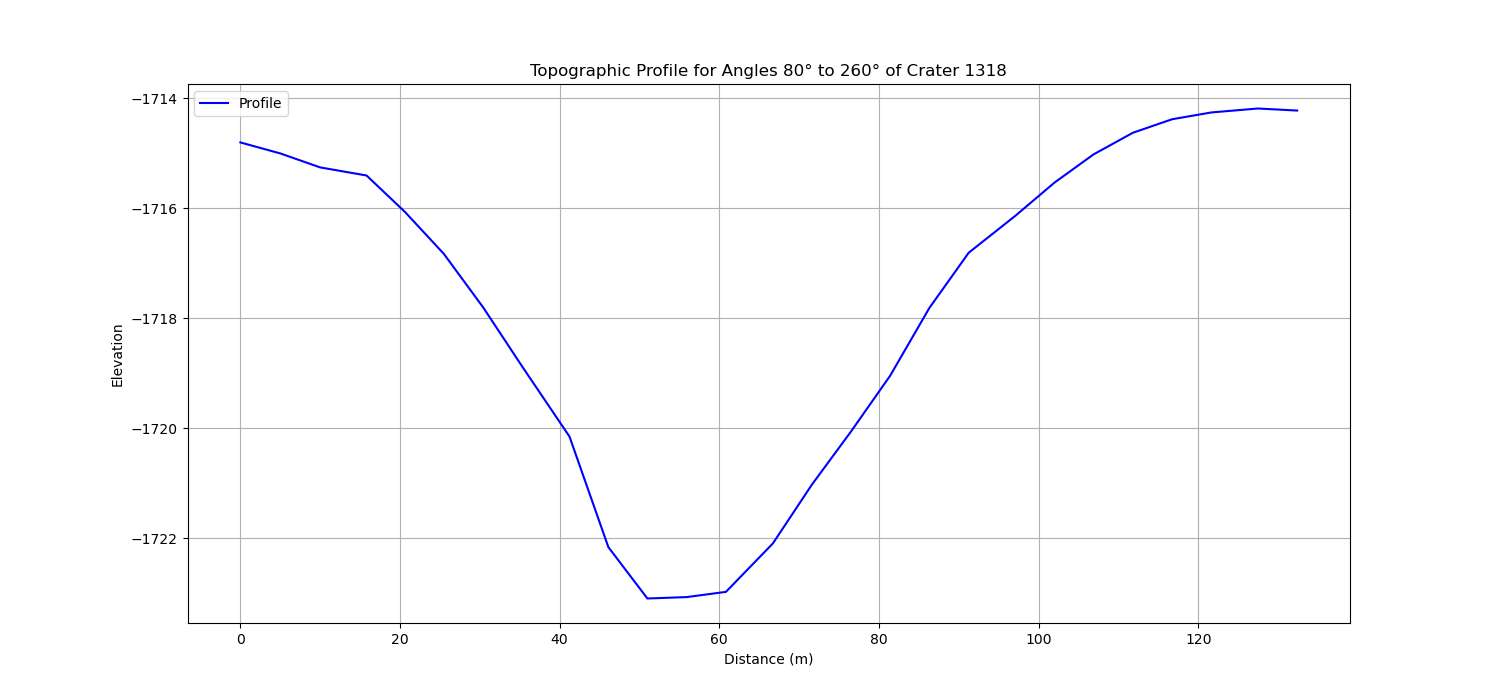 Topographic Profile for Angles 80° to 260° of Crater 1318
Profile
−1714
−1716
−1718
−1720
−1722
Elevation
0 20 40 60 80 100 120
Distance (m)